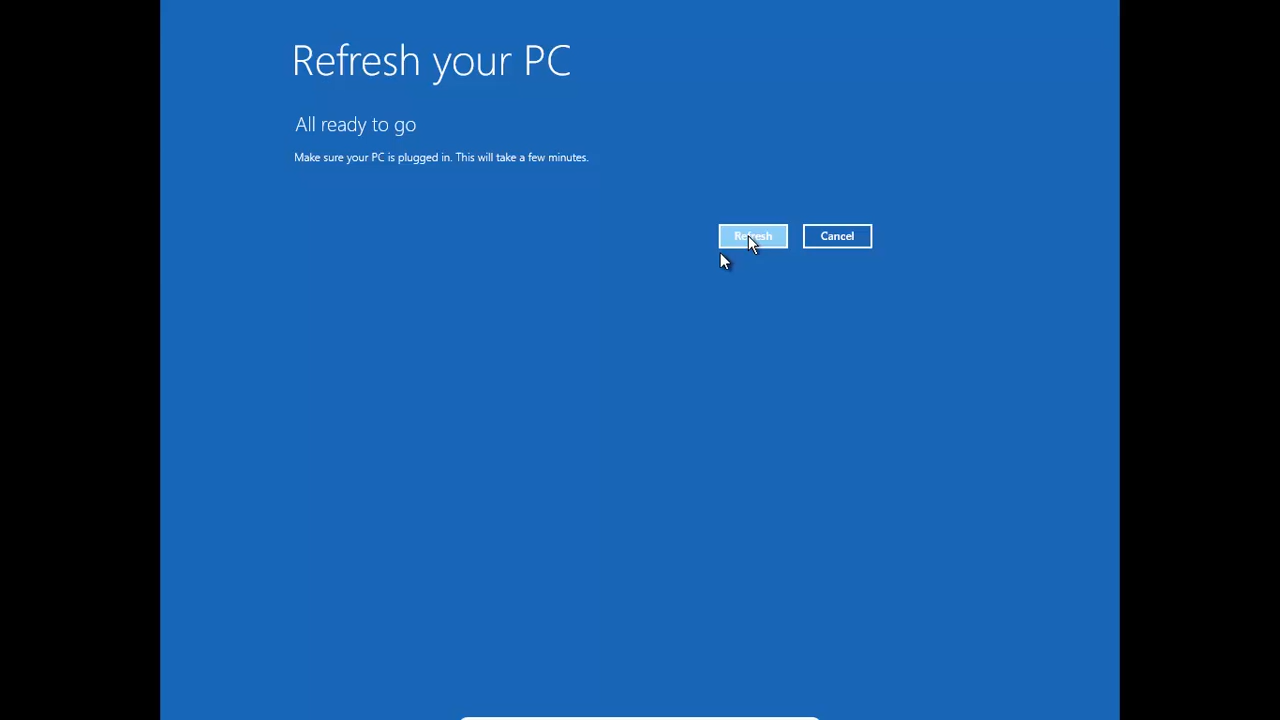 Refresh your PC
All ready to go
Make sure your PC is plugged in. This will take a few minutes.
Refresh
Cancel